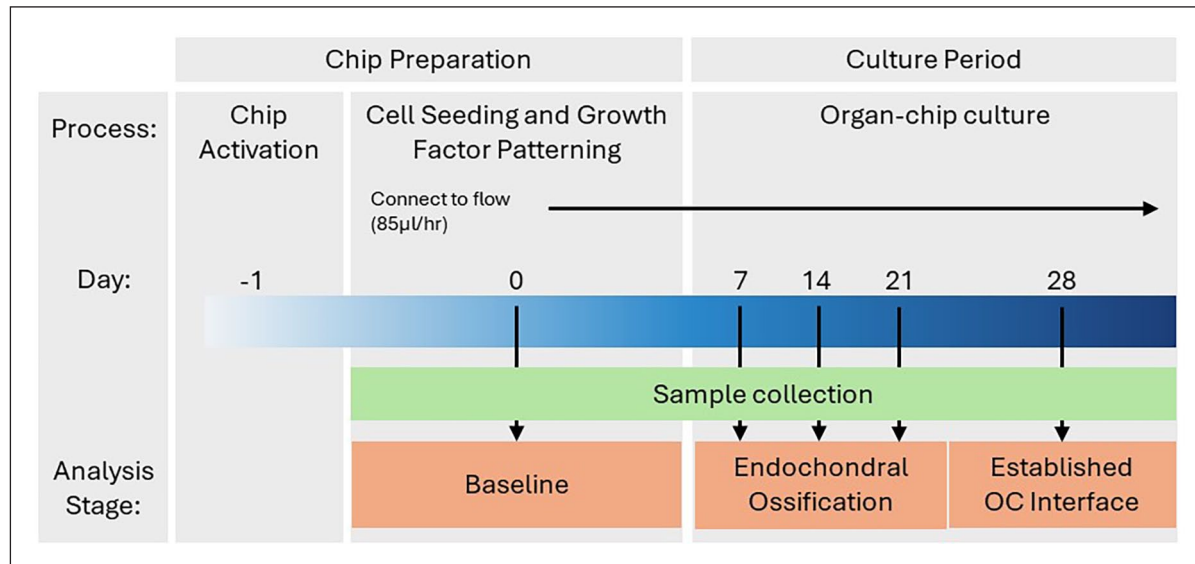 Chip Preparation
Culture Period
Process:
Chip
Activation
Cell Seeding and Growth
Factor Patterning
Organ-chip culture
Connect to flow
(85µl/hr)
Day:
-1
0
7
14
21
28
Sample collection
Analysis
Stage:
Baseline
Endochondral
Ossification
Established
OC Interface